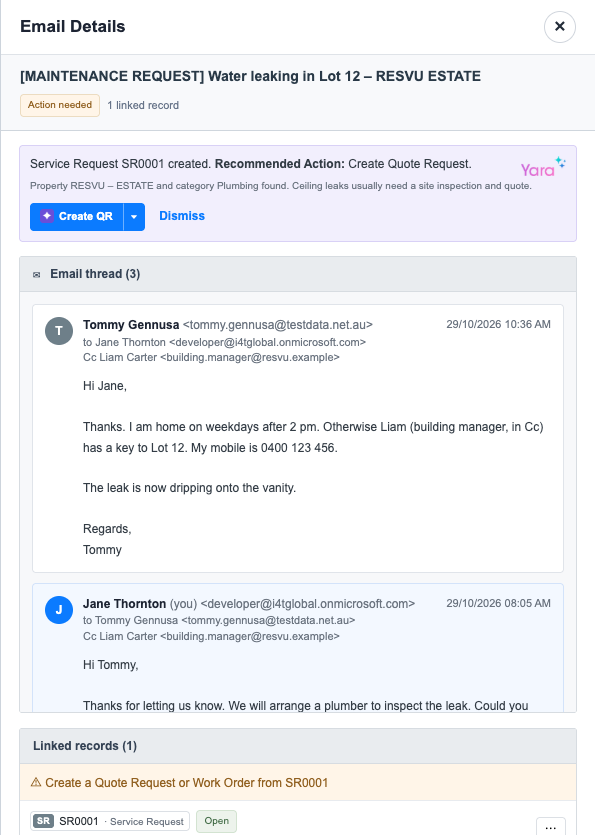 Email Details
[MAINTENANCE REQUEST] Water leaking in Lot 12 – RESVU ESTATE
Action needed 1 linked record
Service Request SR0001 created. Recommended Action: Create Quote Request.
Yara
Property RESVU – ESTATE and category Plumbing found. Ceiling leaks usually need a site inspection and quote.
Create QR Dismiss
Email thread (3)
T
Tommy Gennusa <tommy.gennusa@testdata.net.au> 29/10/2026 10:36 AM
to Jane Thornton <developer@i4tglobal.onmicrosoft.com>
Cc Liam Carter <building.manager@resvu.example>
Hi Jane,
Thanks. I am home on weekdays after 2 pm. Otherwise Liam (building manager, in Cc)
has a key to Lot 12. My mobile is 0400 123 456.
The leak is now dripping onto the vanity.
Regards,
Tommy
J
Jane Thornton (you) <developer@i4tglobal.onmicrosoft.com> 29/10/2026 08:05 AM
to Tommy Gennusa <tommy.gennusa@testdata.net.au>
Cc Liam Carter <building.manager@resvu.example>
Hi Tommy,
Thanks for letting us know. We will arrange a plumber to inspect the leak. Could you
Linked records (1)
⚠ Create a Quote Request or Work Order from SR0001
SR SR0001 · Service Request Open
...